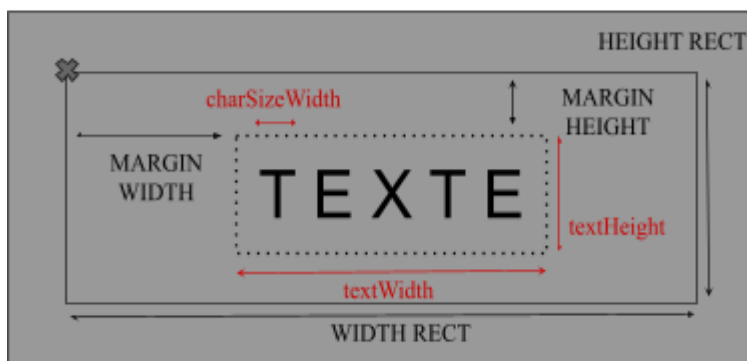 HEIGHT RECT
charSizeWidth
MARGIN
HEIGHT
MARGIN
WIDTH
TEXTE
textHeight
textWidth
WIDTH RECT